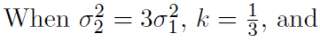 When σ₂² = 3σ₁², k = 1/3, and